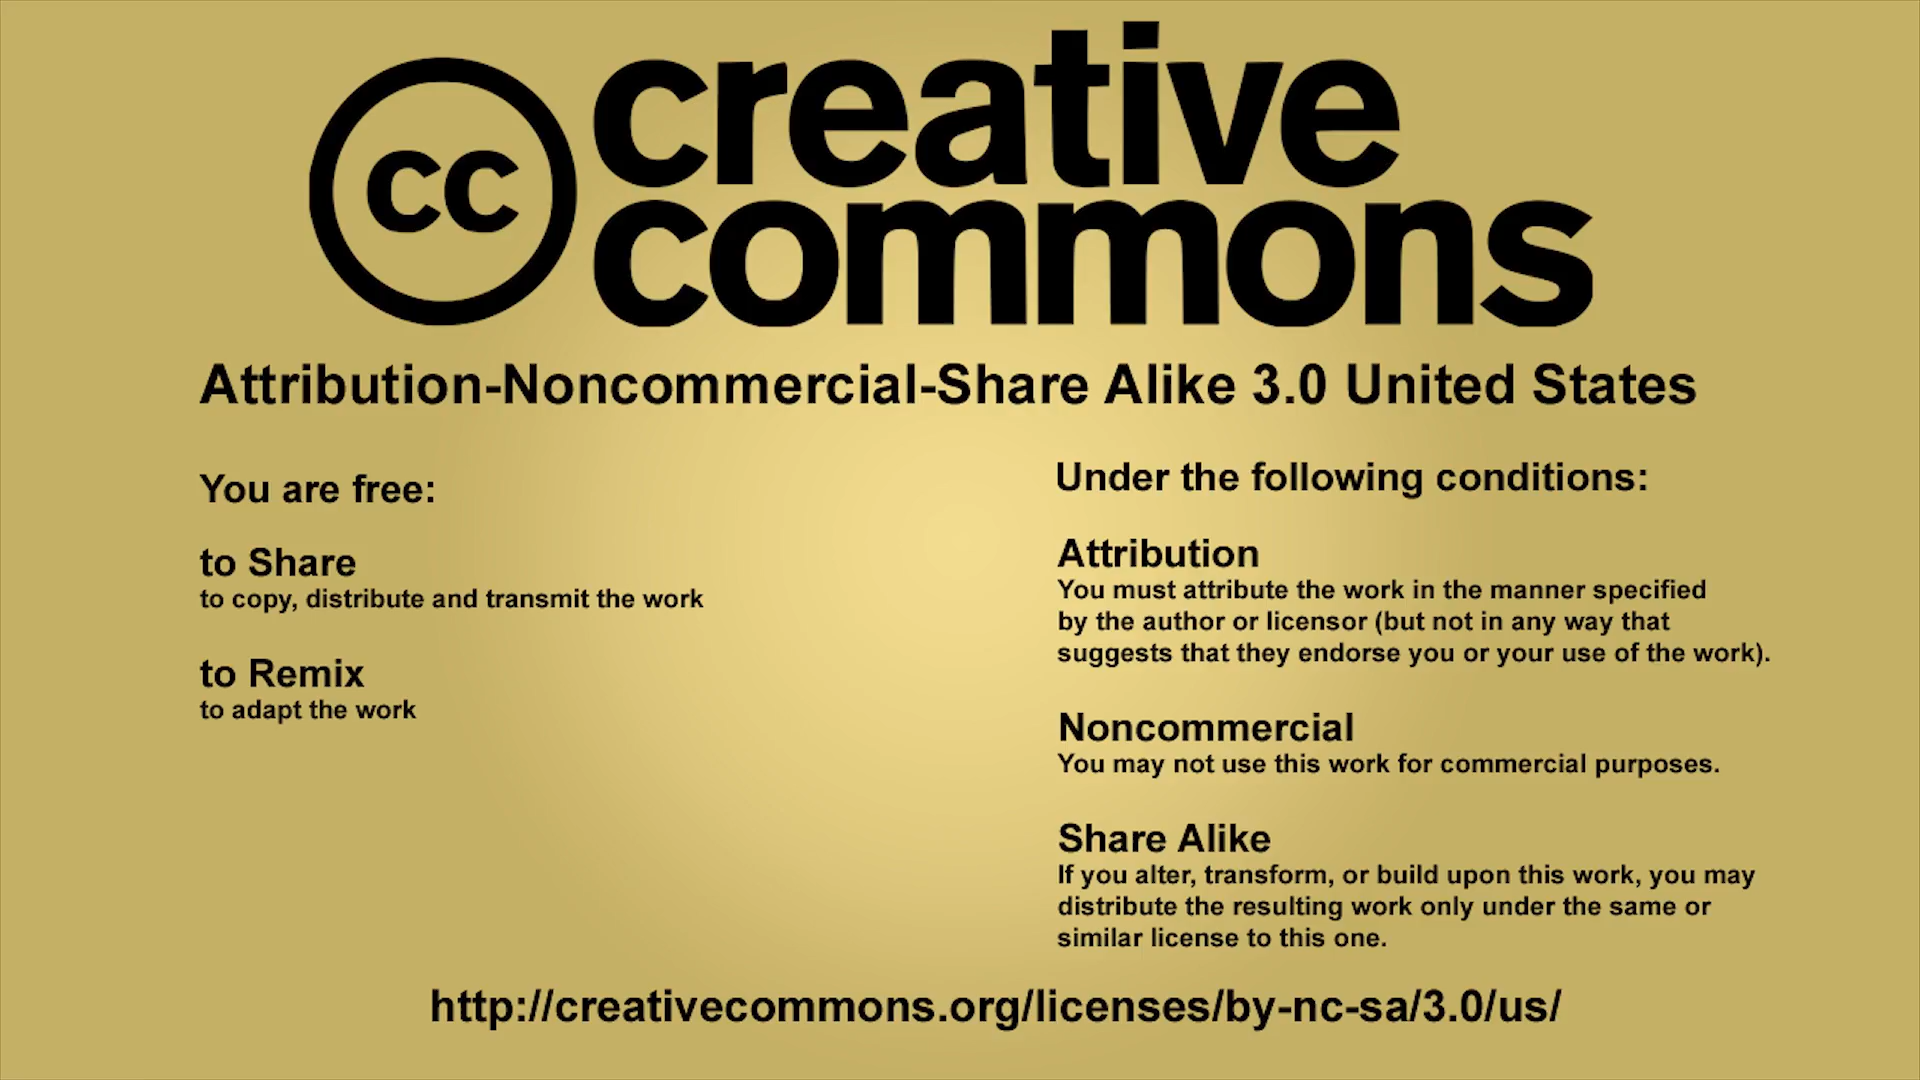 cc
creative
commons
Attribution-Noncommercial-Share Alike 3.0 United States
You are free:
to Share
to copy, distribute and transmit the work
to Remix
to adapt the work
Under the following conditions:
Attribution
You must attribute the work in the manner specified
by the author or licensor (but not in any way that
suggests that they endorse you or your use of the work).
Noncommercial
You may not use this work for commercial purposes.
Share Alike
If you alter, transform, or build upon this work, you may
distribute the resulting work only under the same or
similar license to this one.
http://creativecommons.org/licenses/by-nc-sa/3.0/us/